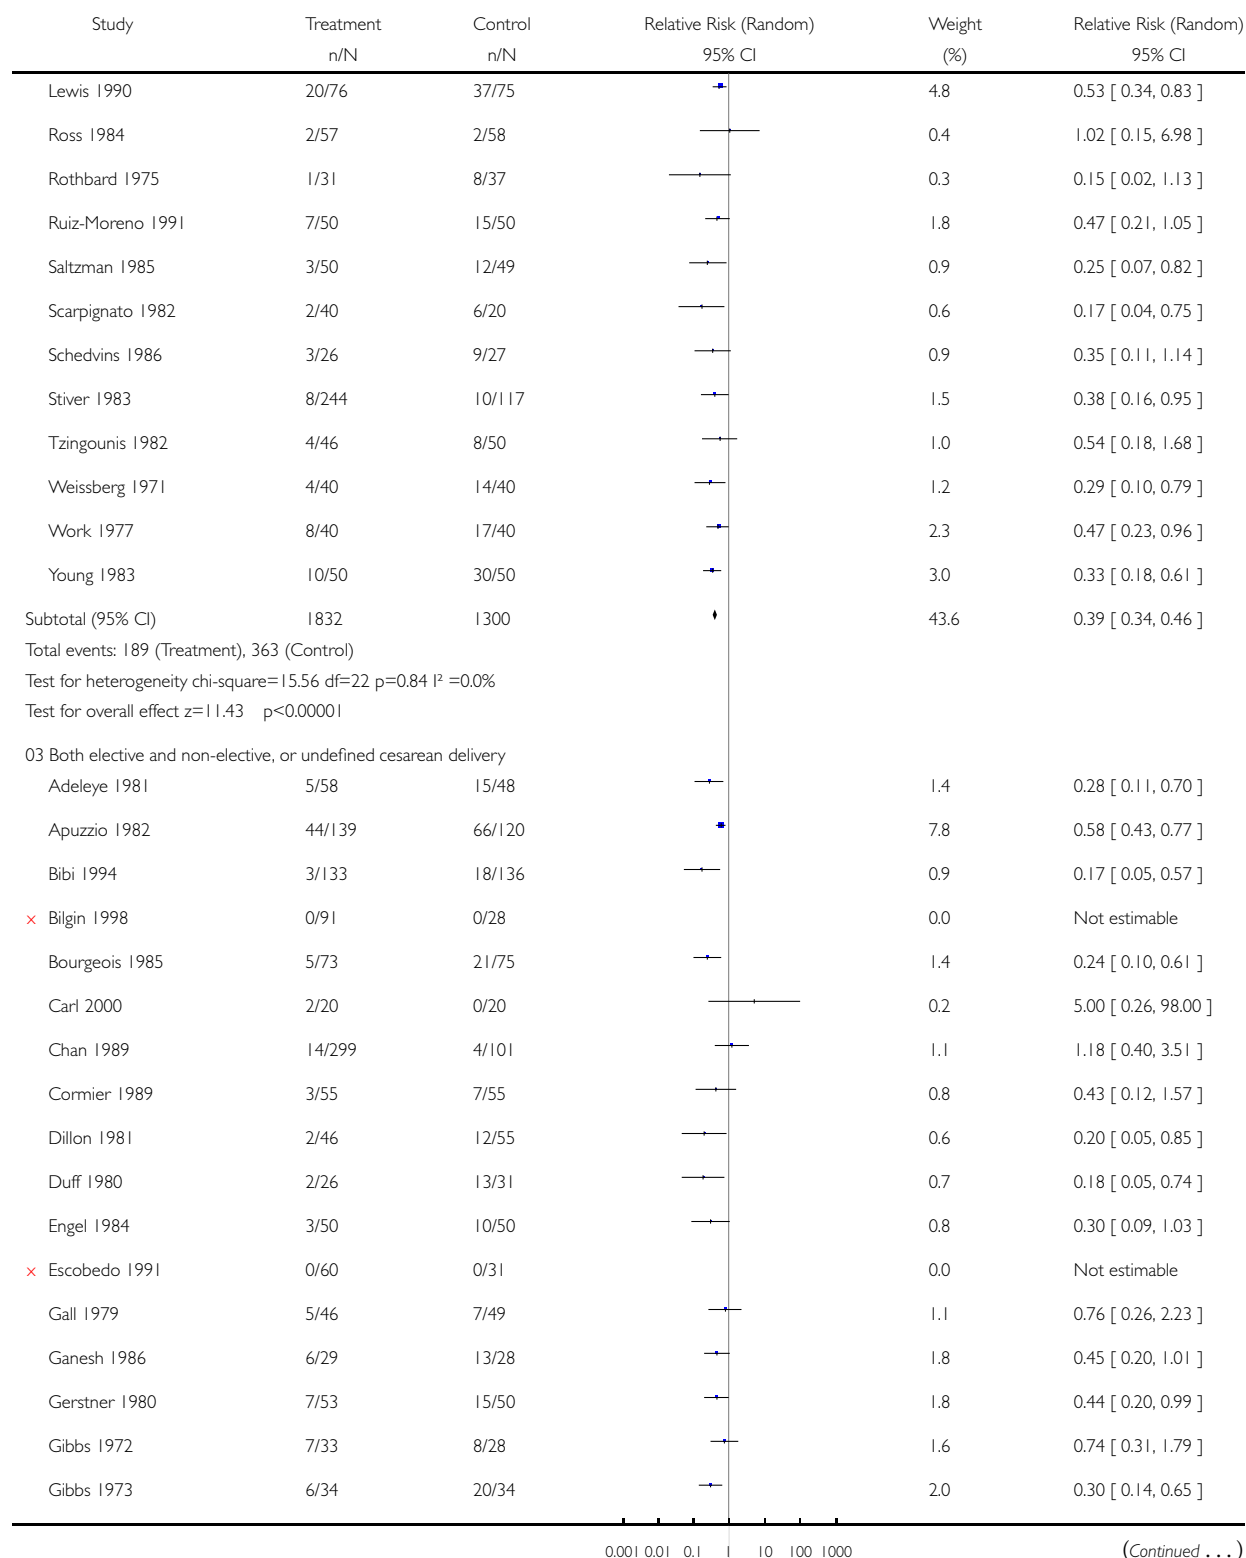 Study Treatment Control Relative Risk (Random) Weight Relative Risk (Random)
n/N n/N 95% CI (%) 95% CI
Lewis 1990 20/76 37/75 4.8 0.53 [ 0.34, 0.83 ]
Ross 1984 2/57 2/58 0.4 1.02 [ 0.15, 6.98 ]
Rothbard 1975 1/31 8/37 0.3 0.15 [ 0.02, 1.13 ]
Ruiz-Moreno 1991 7/50 15/50 1.8 0.47 [ 0.21, 1.05 ]
Saltzman 1985 3/50 12/49 0.9 0.25 [ 0.07, 0.82 ]
Scarpignato 1982 2/40 6/20 0.6 0.17 [ 0.04, 0.75 ]
Schedvins 1986 3/26 9/27 0.9 0.35 [ 0.11, 1.14 ]
Stiver 1983 8/244 10/117 1.5 0.38 [ 0.16, 0.95 ]
Tzingounis 1982 4/46 8/50 1.0 0.54 [ 0.18, 1.68 ]
Weissberg 1971 4/40 14/40 1.2 0.29 [ 0.10, 0.79 ]
Work 1977 8/40 17/40 2.3 0.47 [ 0.23, 0.96 ]
Young 1983 10/50 30/50 3.0 0.33 [ 0.18, 0.61 ]
Subtotal (95% CI) 1832 1300 43.6 0.39 [ 0.34, 0.46 ]
Total events: 189 (Treatment), 363 (Control)
Test for heterogeneity chi-square=15.56 df=22 p=0.84 I² =0.0%
Test for overall effect z=11.43 p<0.00001
03 Both elective and non-elective, or undefined cesarean delivery
Adeleye 1981 5/58 15/48 1.4 0.28 [ 0.11, 0.70 ]
Apuzzio 1982 44/139 66/120 7.8 0.58 [ 0.43, 0.77 ]
Bibi 1994 3/133 18/136 0.9 0.17 [ 0.05, 0.57 ]
x Bilgin 1998 0/91 0/28 0.0 Not estimable
Bourgeois 1985 5/73 21/75 1.4 0.24 [ 0.10, 0.61 ]
Carl 2000 2/20 0/20 0.2 5.00 [ 0.26, 98.00 ]
Chan 1989 14/299 4/101 1.1 1.18 [ 0.40, 3.51 ]
Cormier 1989 3/55 7/55 0.8 0.43 [ 0.12, 1.57 ]
Dillon 1981 2/46 12/55 0.6 0.20 [ 0.05, 0.85 ]
Duff 1980 2/26 13/31 0.7 0.18 [ 0.05, 0.74 ]
Engel 1984 3/50 10/50 0.8 0.30 [ 0.09, 1.03 ]
x Escobedo 1991 0/60 0/31 0.0 Not estimable
Gall 1979 5/46 7/49 1.1 0.76 [ 0.26, 2.23 ]
Ganesh 1986 6/29 13/28 1.8 0.45 [ 0.20, 1.01 ]
Gerstner 1980 7/53 15/50 1.8 0.44 [ 0.20, 0.99 ]
Gibbs 1972 7/33 8/28 1.6 0.74 [ 0.31, 1.79 ]
Gibbs 1973 6/34 20/34 2.0 0.30 [ 0.14, 0.65 ]
0.001 0.01 0.1 1 10 100 1000 (Continued . . . )